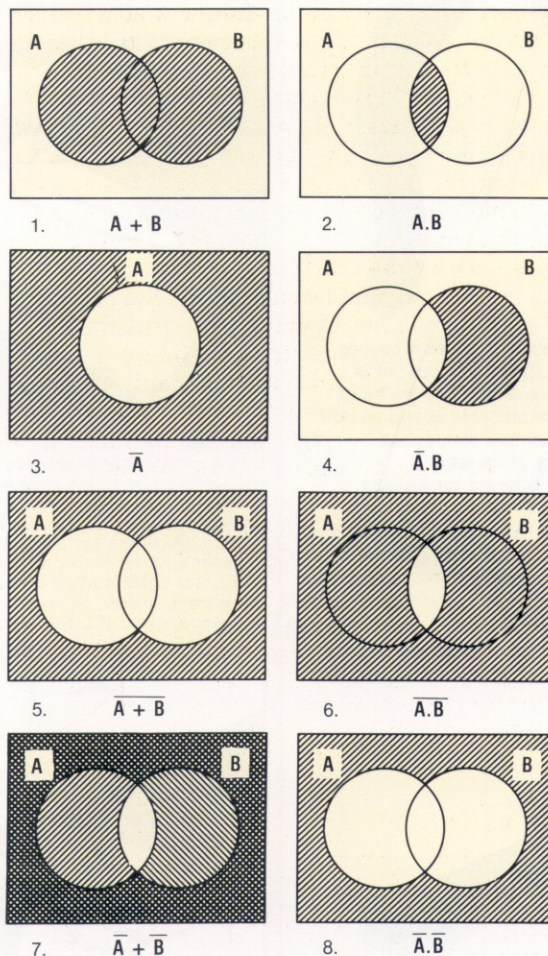 A B
A B
1. A + B
2. A.B
A
A B
3. A̅
4. A̅.B
A B
A B
5. A̅ ̅+̅ ̅B̅
6. A̅.̅B̅
A B
A B
7. A̅ + B̅
8. A̅.B̅